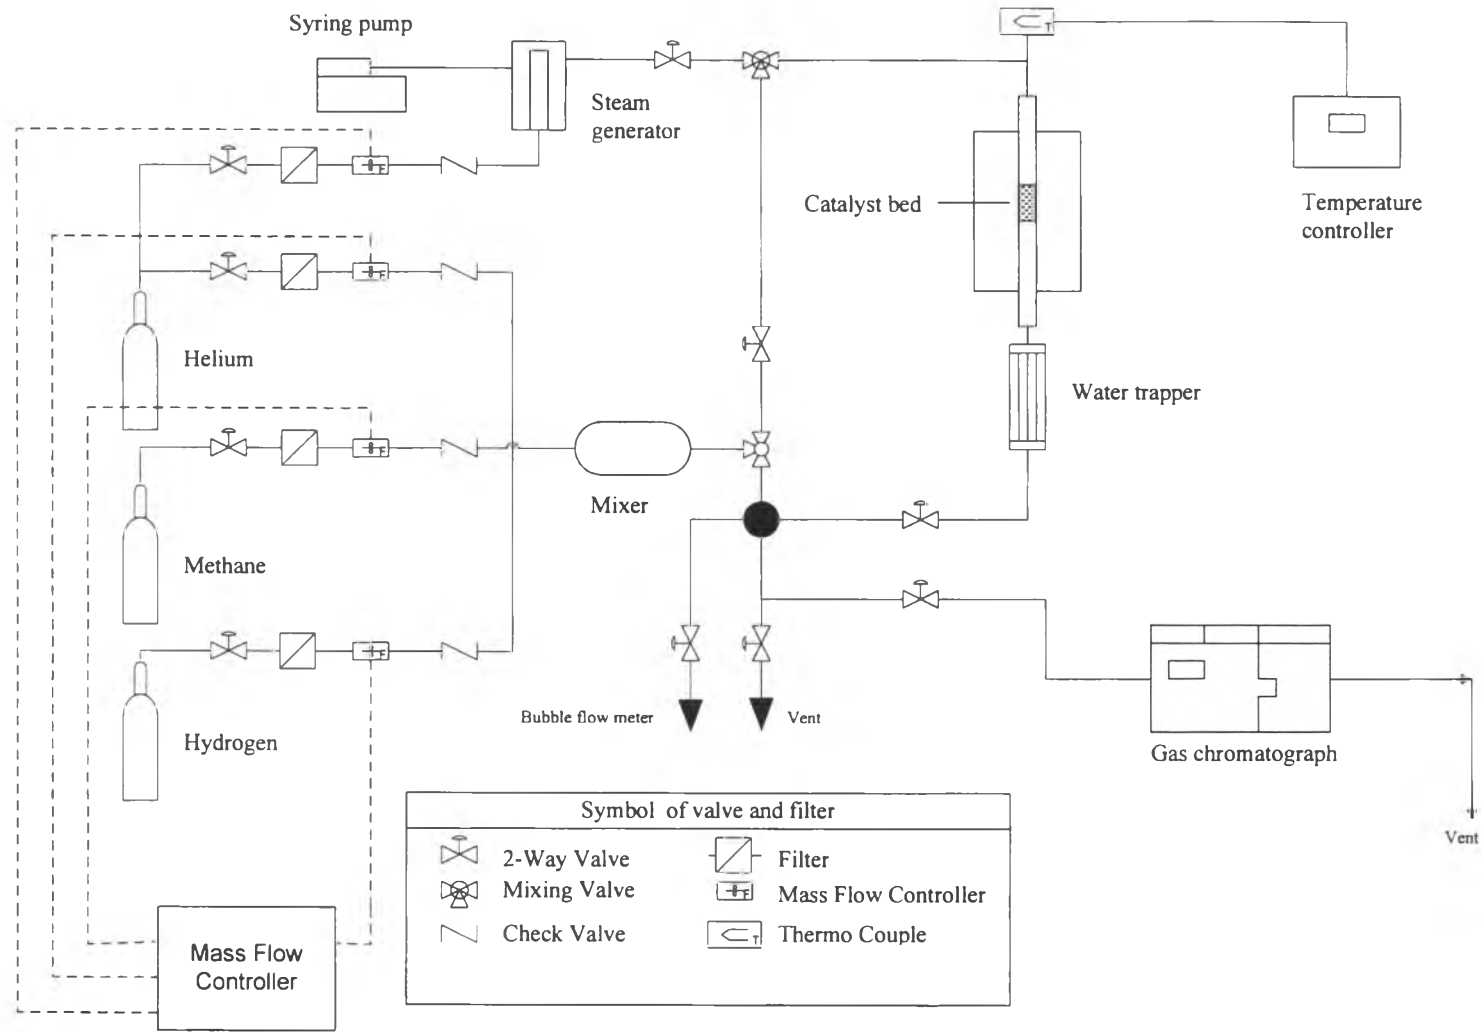 Syring pump
T
Steam
generator
F
Catalyst bed
Temperature
controller
F
Helium
Water trapper
F
Mixer
Methane
F
Bubble flow meter
Vent
Hydrogen
Gas chromatograph
Symbol of valve and filter
2-Way Valve
Filter
Mixing Valve
F
Mass Flow Controller
Check Valve
T
Thermo Couple
Vent
Mass Flow
Controller